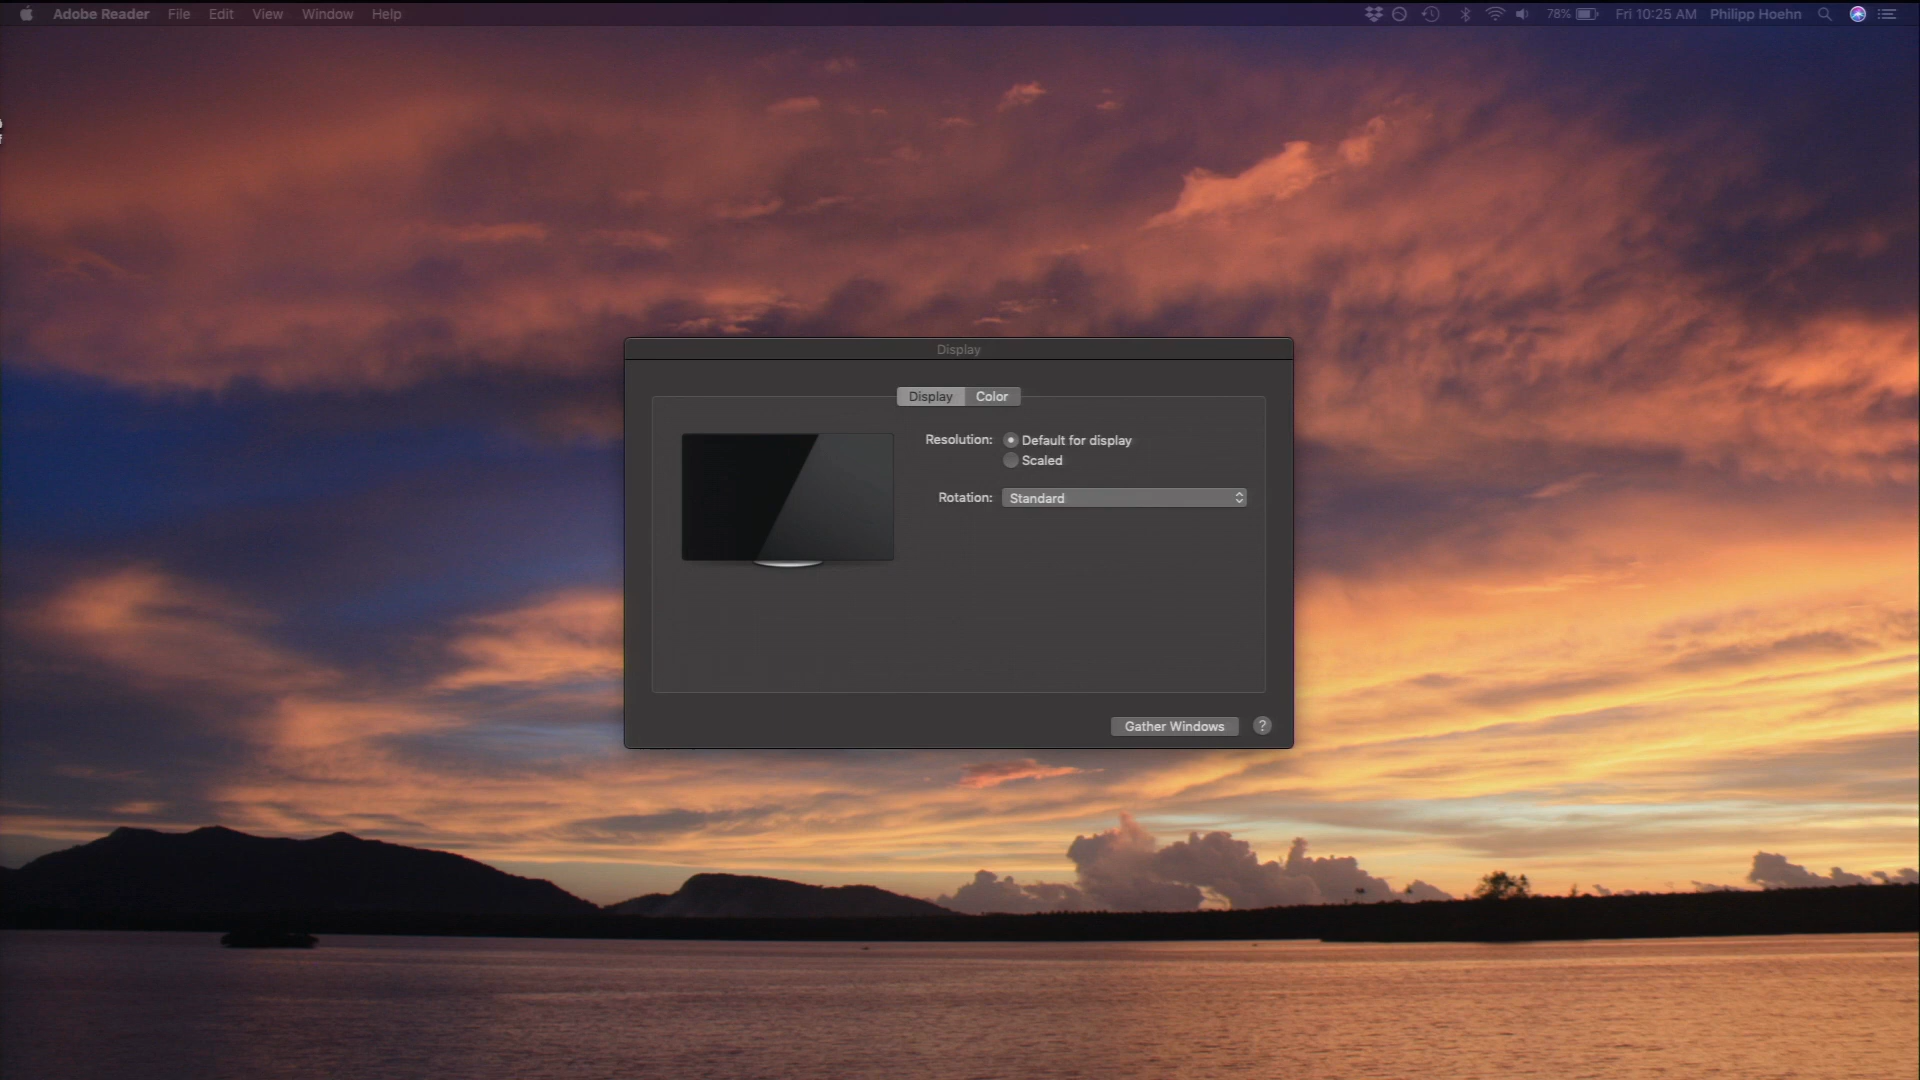 Adobe Reader File Edit View Window Help 78% Fri 10:25 AM Philipp Hoehn
Display
Display Color
Resolution: Default for display
Scaled
Rotation: Standard
Gather Windows ?